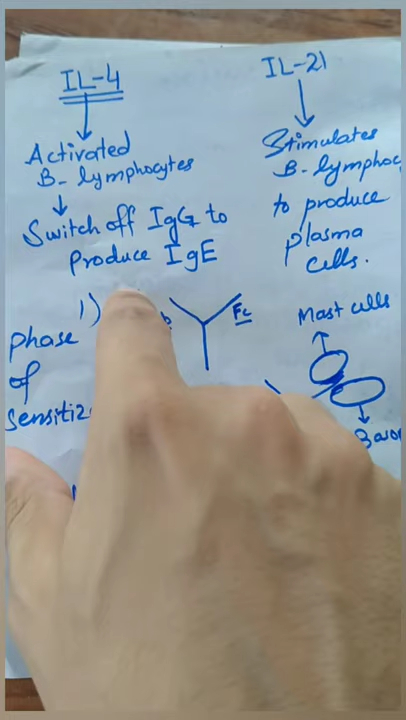 IL-4
Activated
B-lymphocytes
Switch off IgG to
Produce IgE
IL-21
Stimulates
B-lymphoc
to produce
plasma
cells.
1)
phase
of
sensitiz
Fc
Mast cells